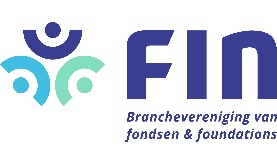 FIN
Branchevereniging van
fondsen & foundations